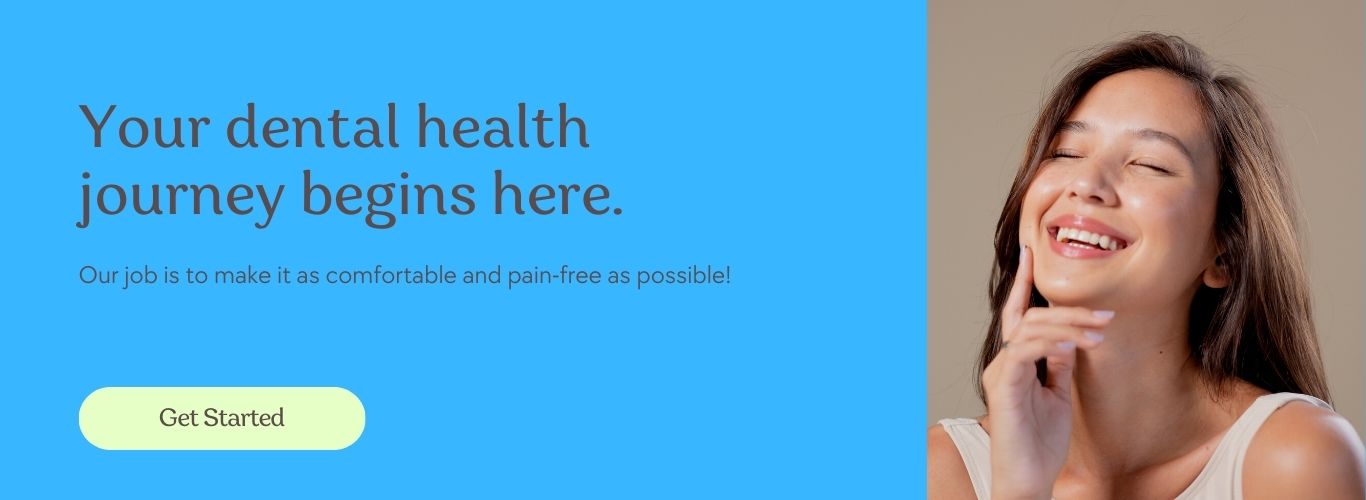 Your dental health
journey begins here.
Our job is to make it as comfortable and pain-free as possible!
Get Started